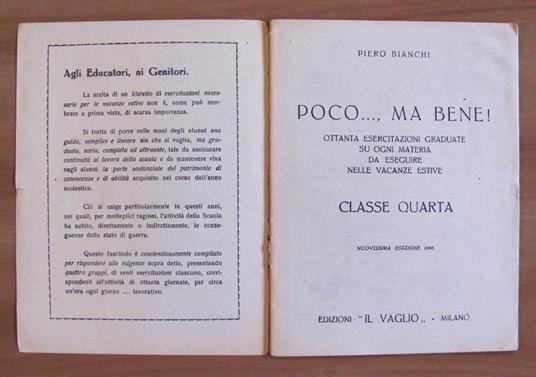 Agli Educatori, ai Genitori.
La scelta di un libretto di esercitazioni neces-
sarie per le vacanze estive non è, come può sem-
brare a prima vista, di scarsa importanza.
Si tratta di porre nelle mani degli alunni una
guida, semplice e lineare sin che si voglia, ma gra-
duata, varia, completa ed attraente, tale da assicurare
continuità al lavoro della scuola e da mantenere viva
negli alunni la parte sostanziale del patrimonio di
conoscenze e di abilità acquisito nel corso dell'anno
scolastico.
Ciò si esige particolarmente in questi anni,
nei quali, per molteplici ragioni, l'attività della Scuola
ha subito, direttamente o indirettamente, le conse-
guenze dello stato di guerra.
Questo fascicolo è coscienziosamente compilato
per rispondere alle esigenze sopra dette, presentando
quattro gruppi, di venti esercitazioni ciascuno, corri-
spondenti all'attività di ottanta giornate, per circa
un'ora ogni giorno .... lavorativo.
PIERO BIANCHI
POCO..., MA BENE!
OTTANTA ESERCITAZIONI GRADUATE
SU OGNI MATERIA
DA ESEGUIRE
NELLE VACANZE ESTIVE
CLASSE QUARTA
NUOVISSIMA EDIZIONE 1946
EDIZIONI "IL VAGLIO„ - MILANO